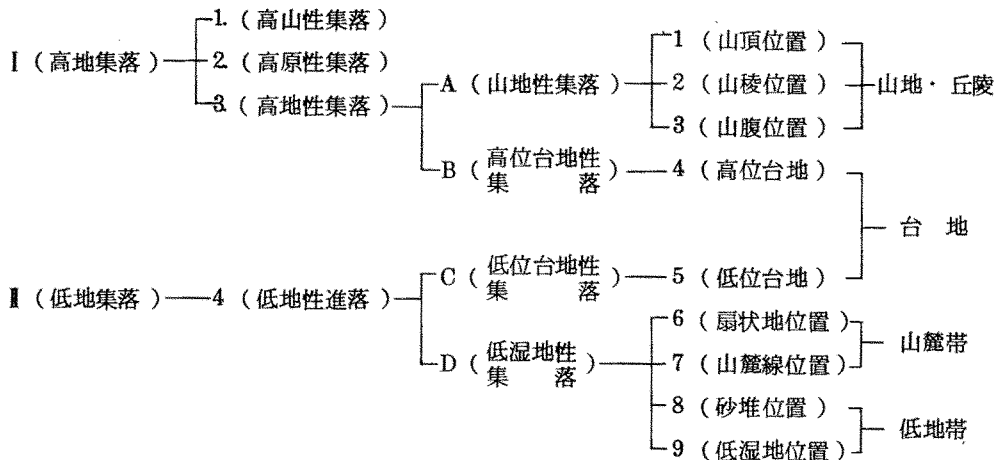 1.(高山性集落)
Ⅰ(高地集落) 2.(高原性集落)
3.(高地性集落)
A(山地性集落)
1(山頂位置)
2(山稜位置)
3(山腹位置)
山地・丘陵
B(高位台地性集落)
4(高位台地)
台地
Ⅱ(低地集落) 4(低地性進落)
C(低位台地性集落)
5(低位台地)
D(低湿地性集落)
6(扇状地位置)
7(山麓線位置)
山麓帯
8(砂堆位置)
9(低湿地位置)
低地帯